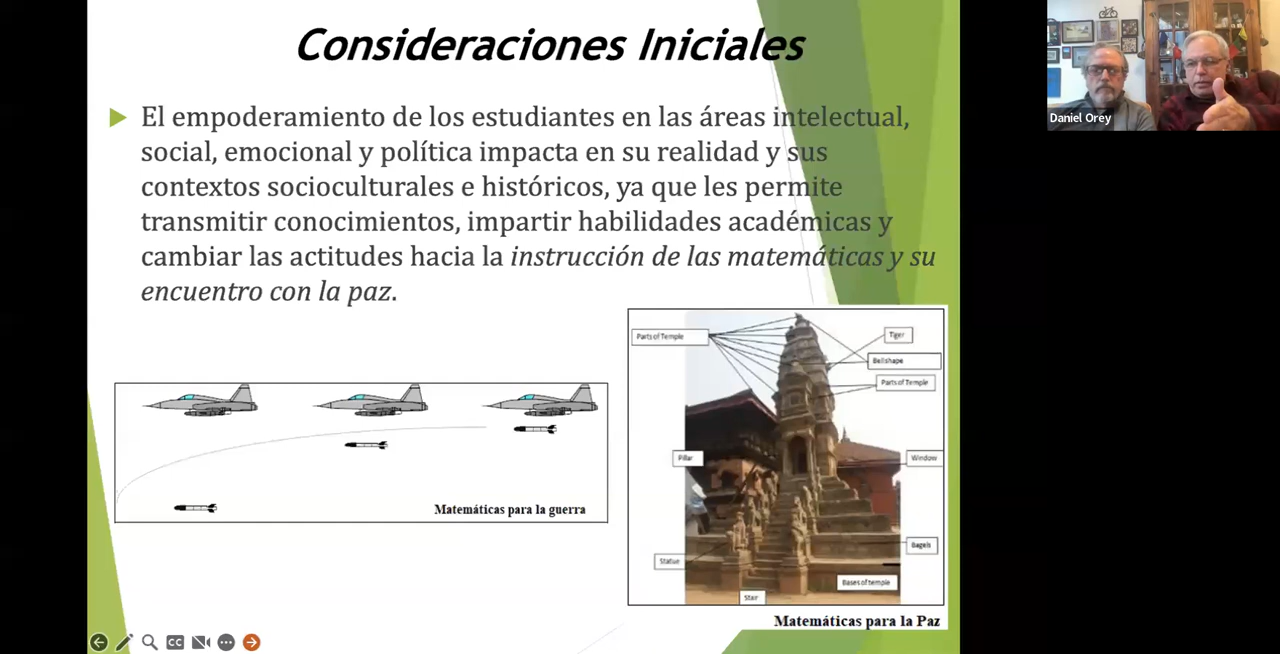 Consideraciones Iniciales
El empoderamiento de los estudiantes en las áreas intelectual,
social, emocional y política impacta en su realidad y sus
contextos socioculturales e históricos, ya que les permite
transmitir conocimientos, impartir habilidades académicas y
cambiar las actitudes hacia la instrucción de las matemáticas y su
encuentro con la paz.
Matemáticas para la guerra
Parts of Temple
Tiger
Bellshape
Parts of Temple
Pillar
Window
Bagels
Statue
Bases of temple
Stair
Matemáticas para la Paz
Daniel Orey
CC